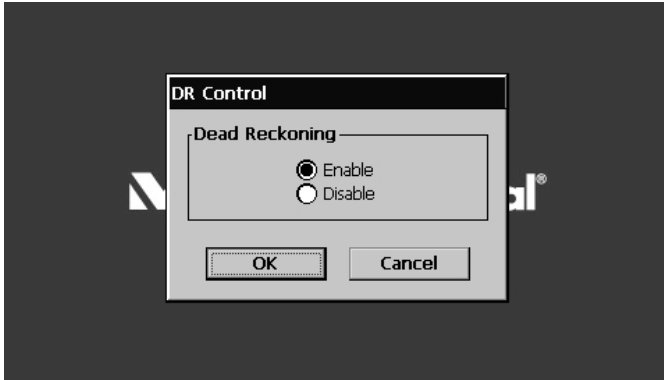 DR Control
Dead Reckoning
Enable
Disable
OK
Cancel